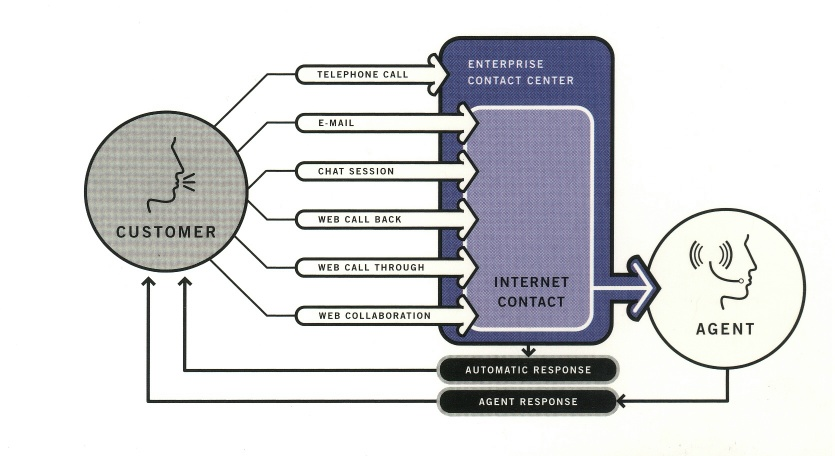 ENTERPRISE
CONTACT CENTER
TELEPHONE CALL
E-MAIL
CHAT SESSION
WEB CALL BACK
WEB CALL THROUGH
WEB COLLABORATION
CUSTOMER
INTERNET
CONTACT
AGENT
AUTOMATIC RESPONSE
AGENT RESPONSE